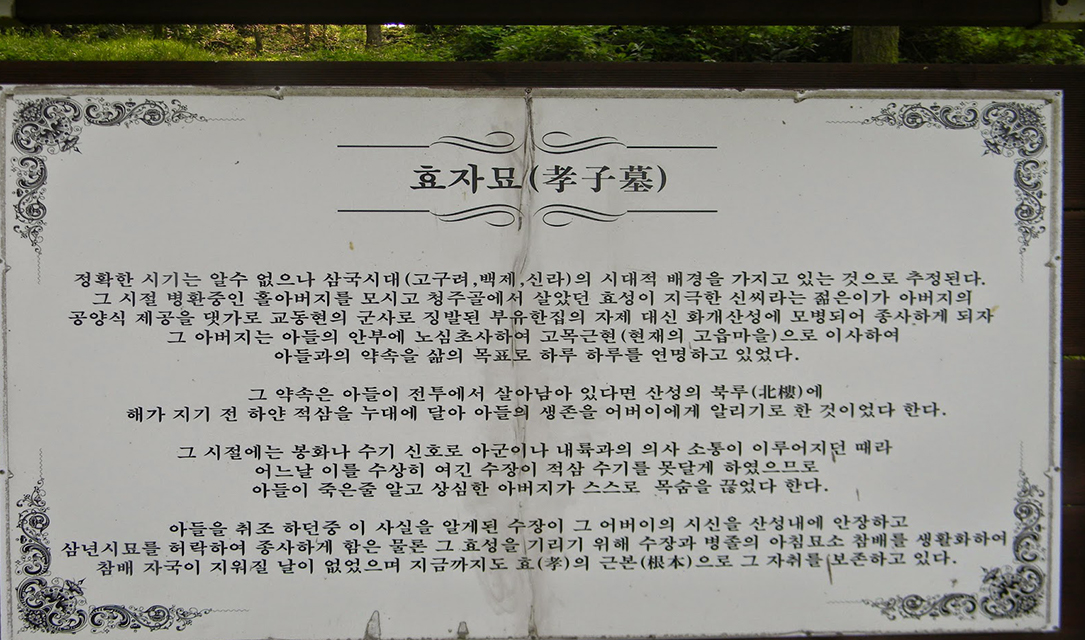 효자묘(孝子墓)
정확한 시기는 알수 없으나 삼국시대(고구려,백제,신라)의 시대적 배경을 가지고 있는 것으로 추정된다.
그 시절 병환중인 홀아버지를 모시고 청주골에서 살았던 효성이 지극한 신씨라는 젊은이가 아버지의
공양식 제공을 댓가로 교동현의 군사로 징발된 부유한집의 자제 대신 화개산성에 모병되어 종사하게 되자
그 아버지는 아들의 안부에 노심초사하여 고목근현(현재의 고읍마을)으로 이사하여
아들과의 약속을 삶의 목표로 하루 하루를 연명하고 있었다.
그 약속은 아들이 전투에서 살아남아 있다면 산성의 북루(北樓)에
해가 지기 전 하얀 적삼을 누대에 달아 아들의 생존을 어버이에게 알리기로 한 것이었다 한다.
그 시절에는 봉화나 수기 신호로 아군이나 내륙과의 의사 소통이 이루어지던 때라
어느날 이를 수상히 여긴 수장이 적삼 수기를 못달게 하였으므로
아들이 죽은줄 알고 상심한 아버지가 스스로 목숨을 끊었다 한다.
아들을 취조 하던중 이 사실을 알게된 수장이 그 어버이의 시신을 산성내에 안장하고
삼년시묘를 허락하여 종사하게 함은 물론 그 효성을 기리기 위해 수장과 병졸의 아침묘소 참배를 생활화하여
참배 자국이 지워질 날이 없었으며 지금까지도 효(孝)의 근본(根本)으로 그 자취를 보존하고 있다.